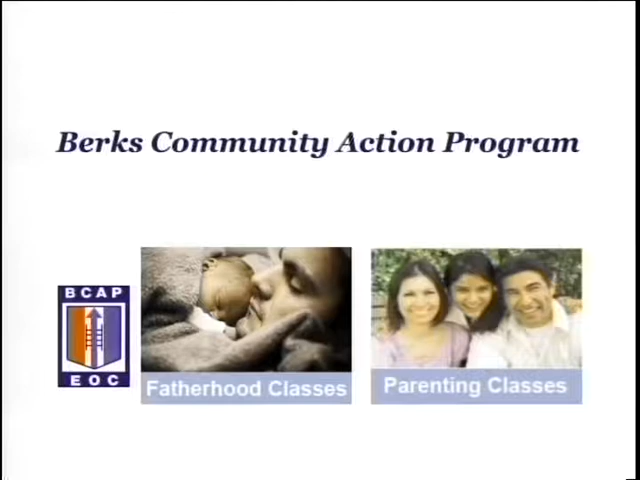 Berks Community Action Program
BCAP
EOC
Fatherhood Classes
Parenting Classes